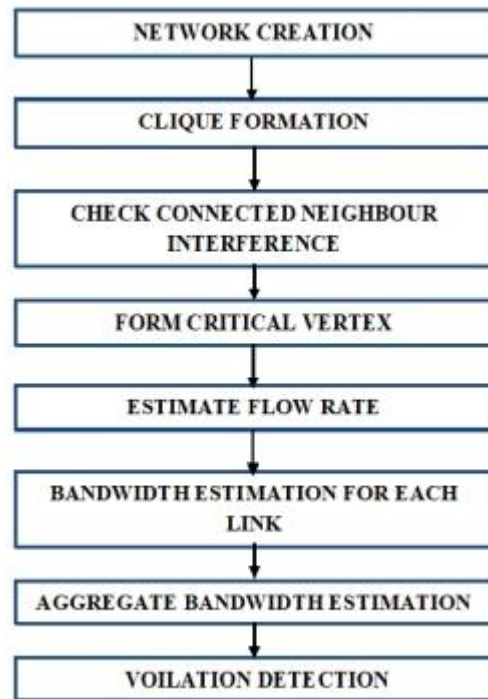 NETWORK CREATION
CLIQUE FORMATION
CHECK CONNECTED NEIGHBOUR
INTERFERENCE
FORM CRITICAL VERTEX
ESTIMATE FLOW RATE
BANDWIDTH ESTIMATION FOR EACH
LINK
AGGREGATE BANDWIDTH ESTIMATION
VOILATION DETECTION